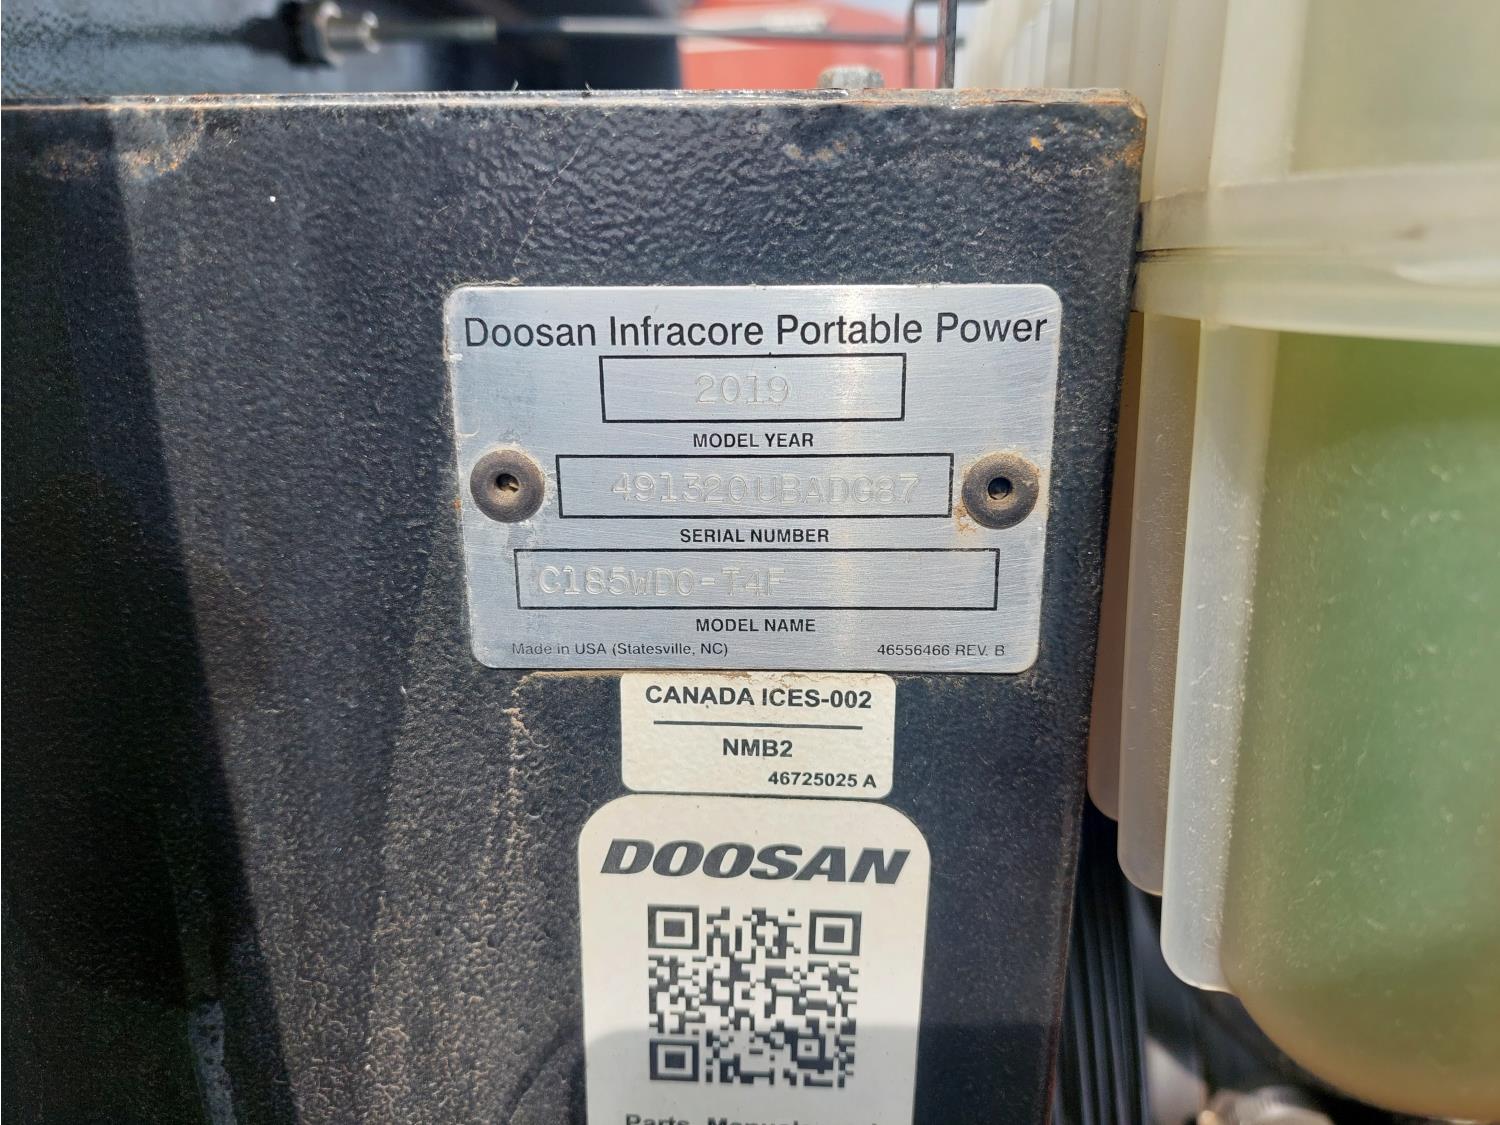 Doosan Infracore Portable Power
2019
MODEL YEAR
491320UBADG87
SERIAL NUMBER
C185WDO-T4F
MODEL NAME
Made in USA (Statesville, NC) 46556466 REV. B
CANADA ICES-002
NMB2
46725025 A
DOOSAN